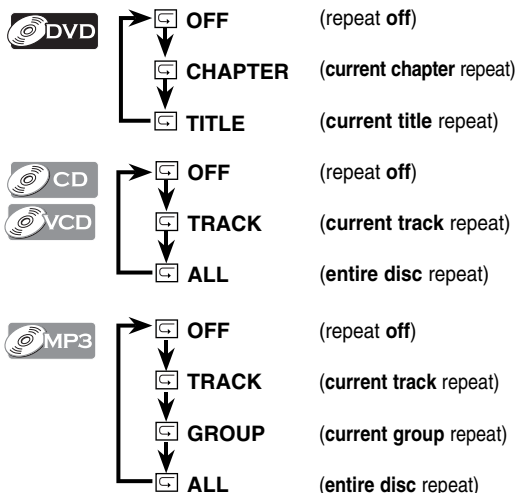 DVD
OFF (repeat off)
CHAPTER (current chapter repeat)
TITLE (current title repeat)
CD
VCD
OFF (repeat off)
TRACK (current track repeat)
ALL (entire disc repeat)
MP3
OFF (repeat off)
TRACK (current track repeat)
GROUP (current group repeat)
ALL (entire disc repeat)